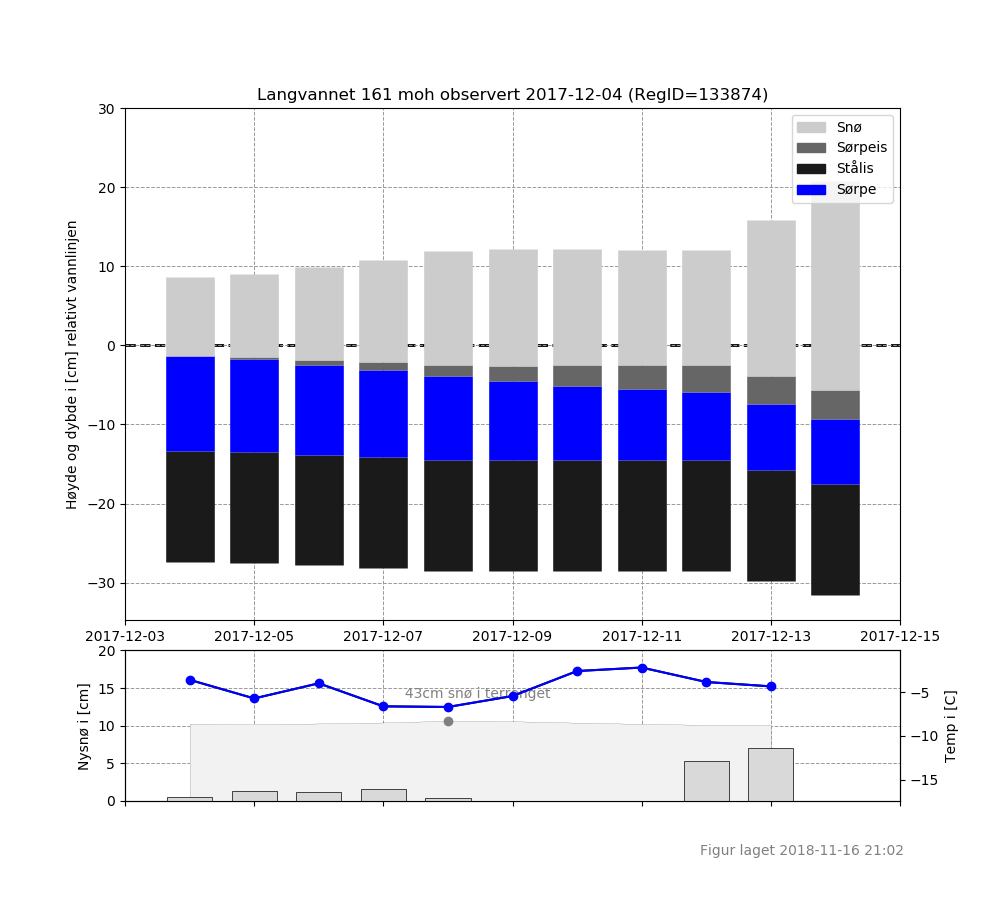 Langvannet 161 moh observert 2017-12-04 (RegID=133874)
30
20
10
0
−10
−20
−30
Høyde og dybde i [cm] relativt vannlinjen
Snø
Sørpeis
Stålis
Sørpe
2017-12-03 2017-12-05 2017-12-07 2017-12-09 2017-12-11 2017-12-13 2017-12-15
20
15
10
5
0
Nysnø i [cm]
43cm snø i terrenget
−5
−10
−15
Temp i [C]
Figur laget 2018-11-16 21:02